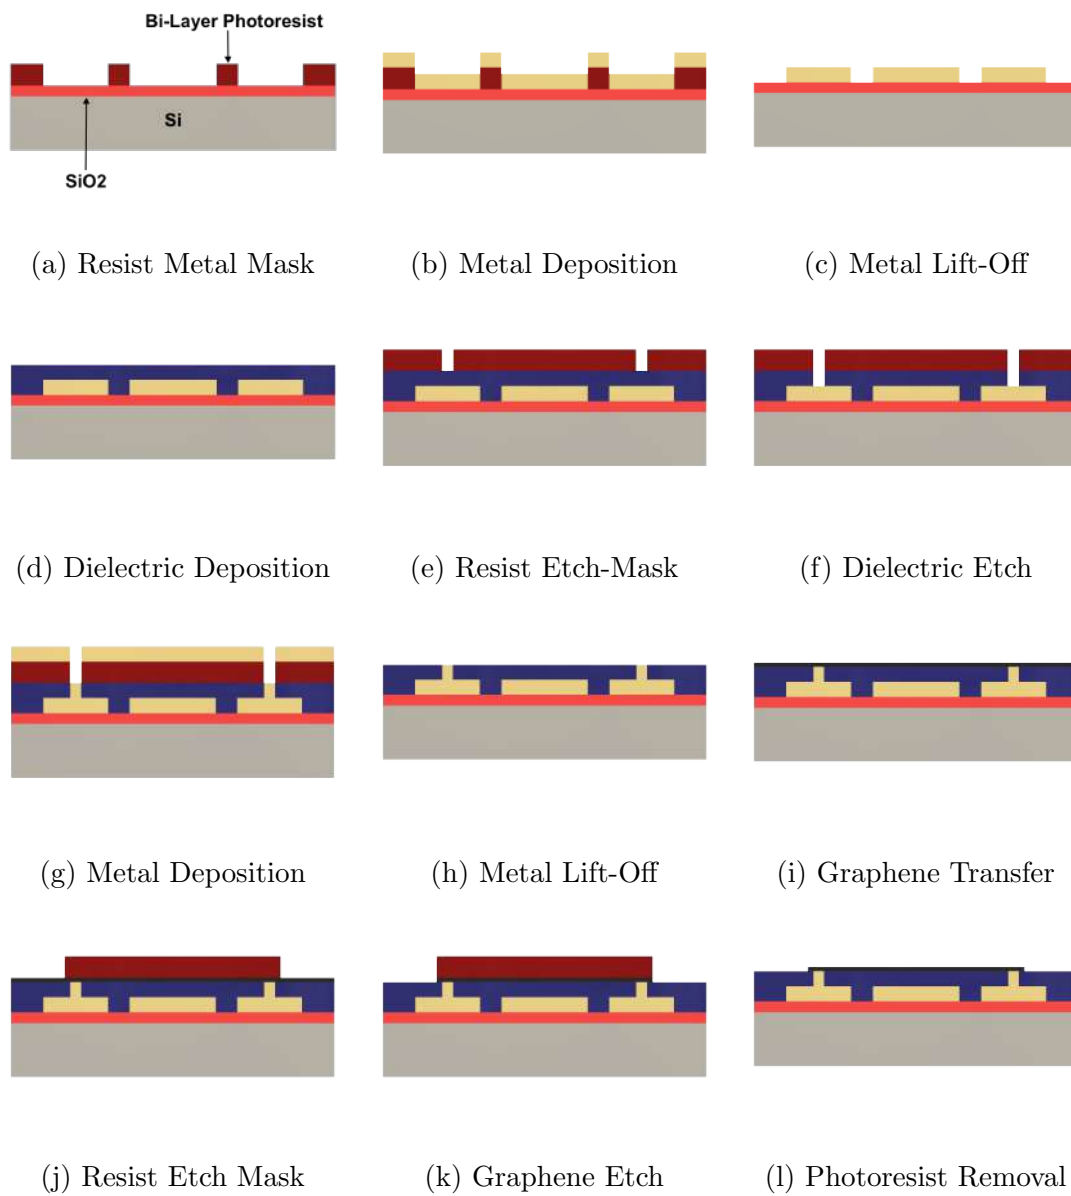 Bi-Layer Photoresist
Si
SiO2
(a) Resist Metal Mask
(b) Metal Deposition
(c) Metal Lift-Off
(d) Dielectric Deposition
(e) Resist Etch-Mask
(f) Dielectric Etch
(g) Metal Deposition
(h) Metal Lift-Off
(i) Graphene Transfer
(j) Resist Etch Mask
(k) Graphene Etch
(l) Photoresist Removal